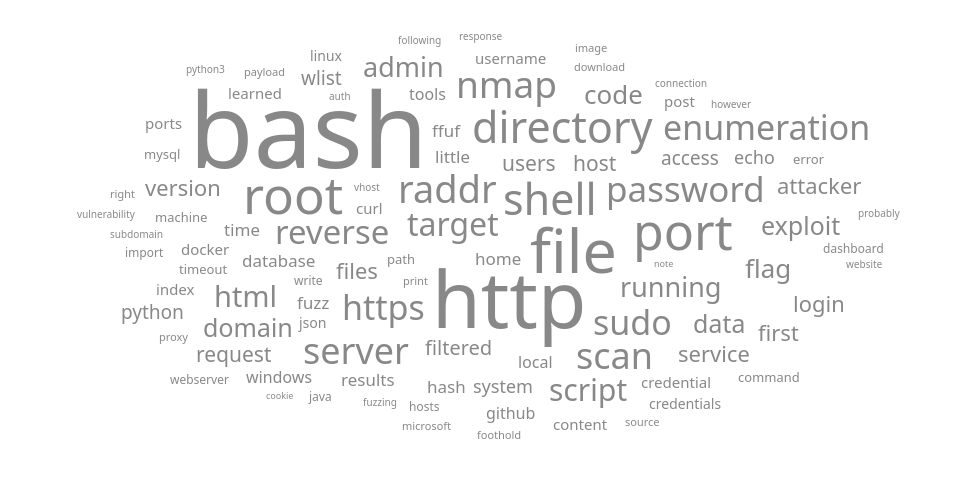 following response
linux username image
python3 payload wlist admin download
learned auth tools nmap code connection
post however
ports bash ffuf directory enumeration
mysql little users host access echo error
right version root vhost raddr shell password attacker
vulnerability machine curl probably
subdomain time reverse target file port exploit
import docker dashboard
timeout database files path home note flag website
index html write print http running
python fuzz https login
proxy domain json sudo data first
request server filtered local scan service
webserver windows results hash system script credential command
cookie java fuzzing hosts credentials
microsoft github content source
foothold